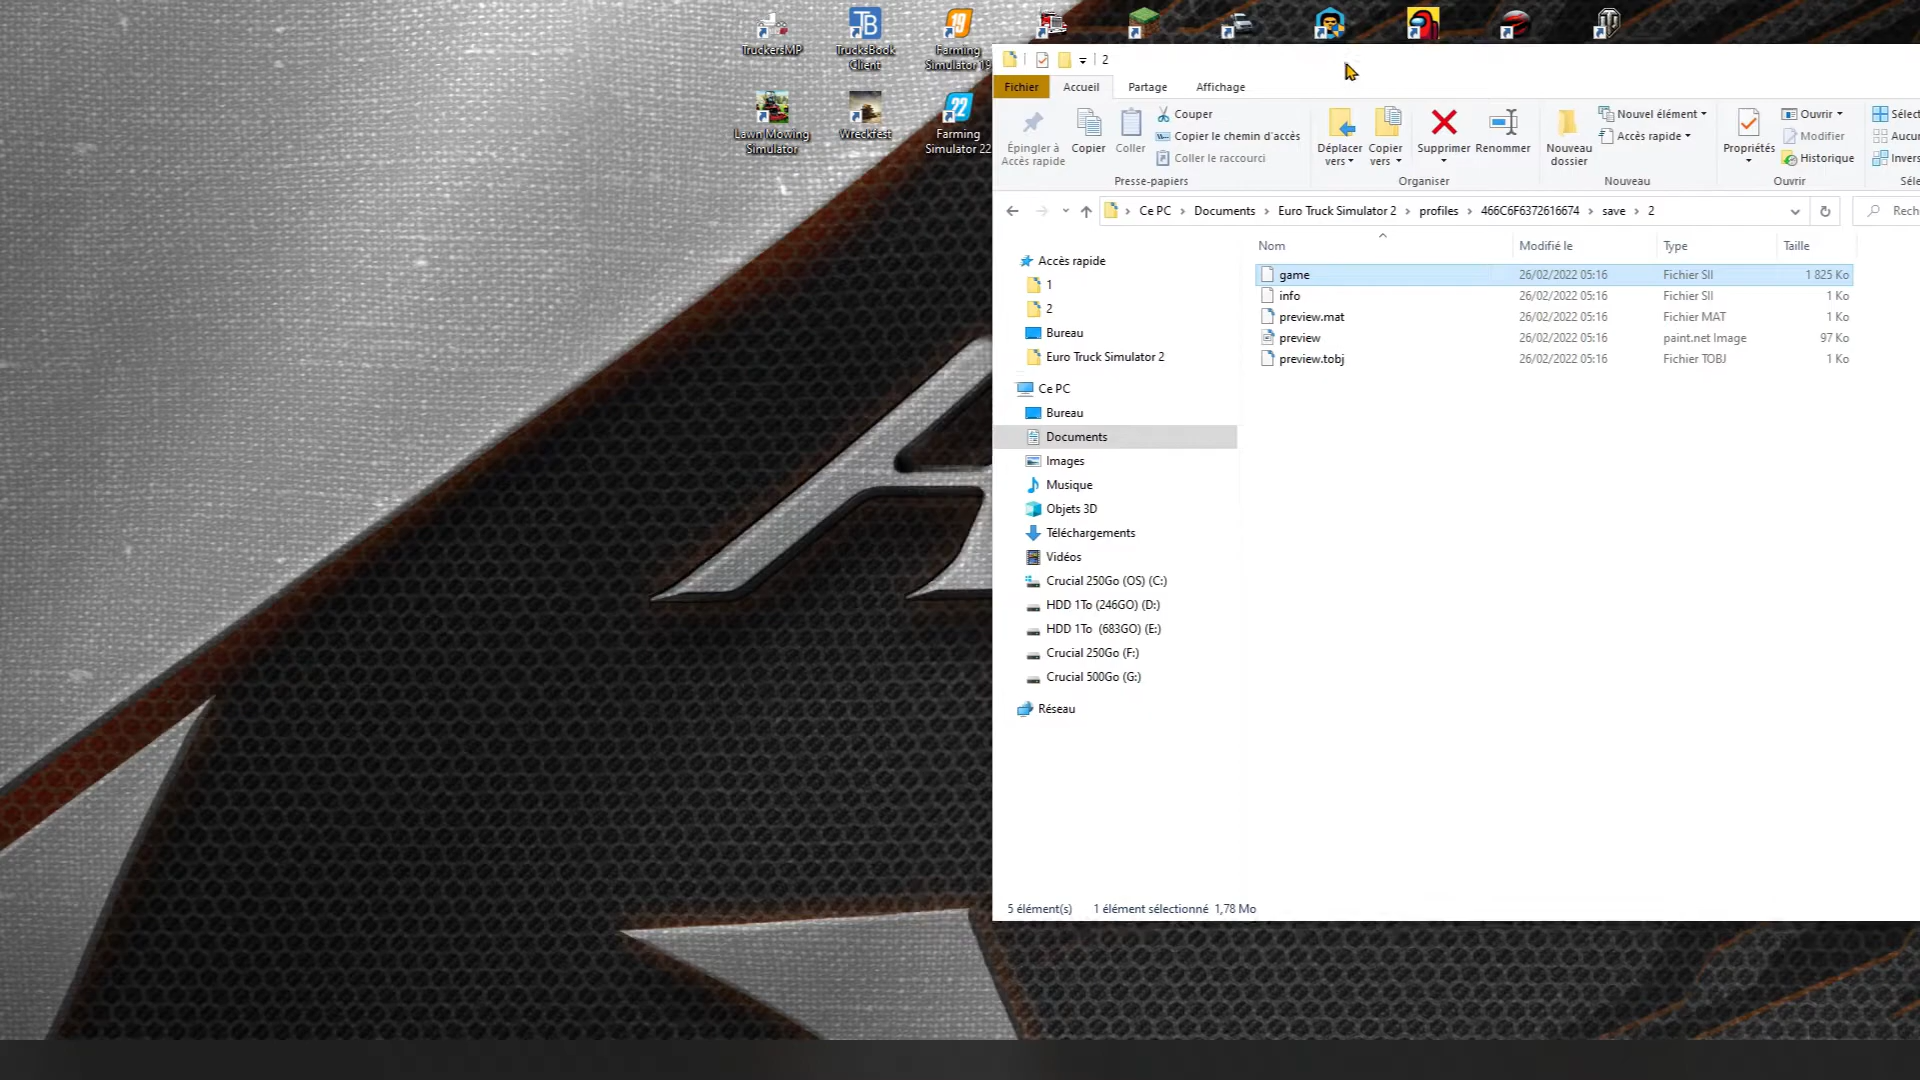 TruckersMP
TrucksBook
Client
Farming
Simulator 19
Lawn Mowing
Simulator
Wreckfest
Farming
Simulator 22
2
Fichier
Accueil
Partage
Affichage
Épingler à
Accès rapide
Copier
Coller
Couper
Copier le chemin d'accès
Coller le raccourci
Presse-papiers
Déplacer
vers
Copier
vers
Supprimer
Renommer
Organiser
Nouveau
dossier
Nouvel élément
Accès rapide
Nouveau
Propriétés
Ouvrir
Modifier
Historique
Ouvrir
Sélect
Aucun
Invers
Séle
Ce PC > Documents > Euro Truck Simulator 2 > profiles > 466C6F6372616674 > save > 2
Rech
Nom Modifié le Type Taille
game 26/02/2022 05:16 Fichier SII 1 825 Ko
info 26/02/2022 05:16 Fichier SII 1 Ko
preview.mat 26/02/2022 05:16 Fichier MAT 1 Ko
preview 26/02/2022 05:16 paint.net Image 97 Ko
preview.tobj 26/02/2022 05:16 Fichier TOBJ 1 Ko
Accès rapide
1
2
Bureau
Euro Truck Simulator 2
Ce PC
Bureau
Documents
Images
Musique
Objets 3D
Téléchargements
Vidéos
Crucial 250Go (OS) (C:)
HDD 1To (246GO) (D:)
HDD 1To (683GO) (E:)
Crucial 250Go (F:)
Crucial 500Go (G:)
Réseau
5 élément(s) 1 élément sélectionné 1,78 Mo